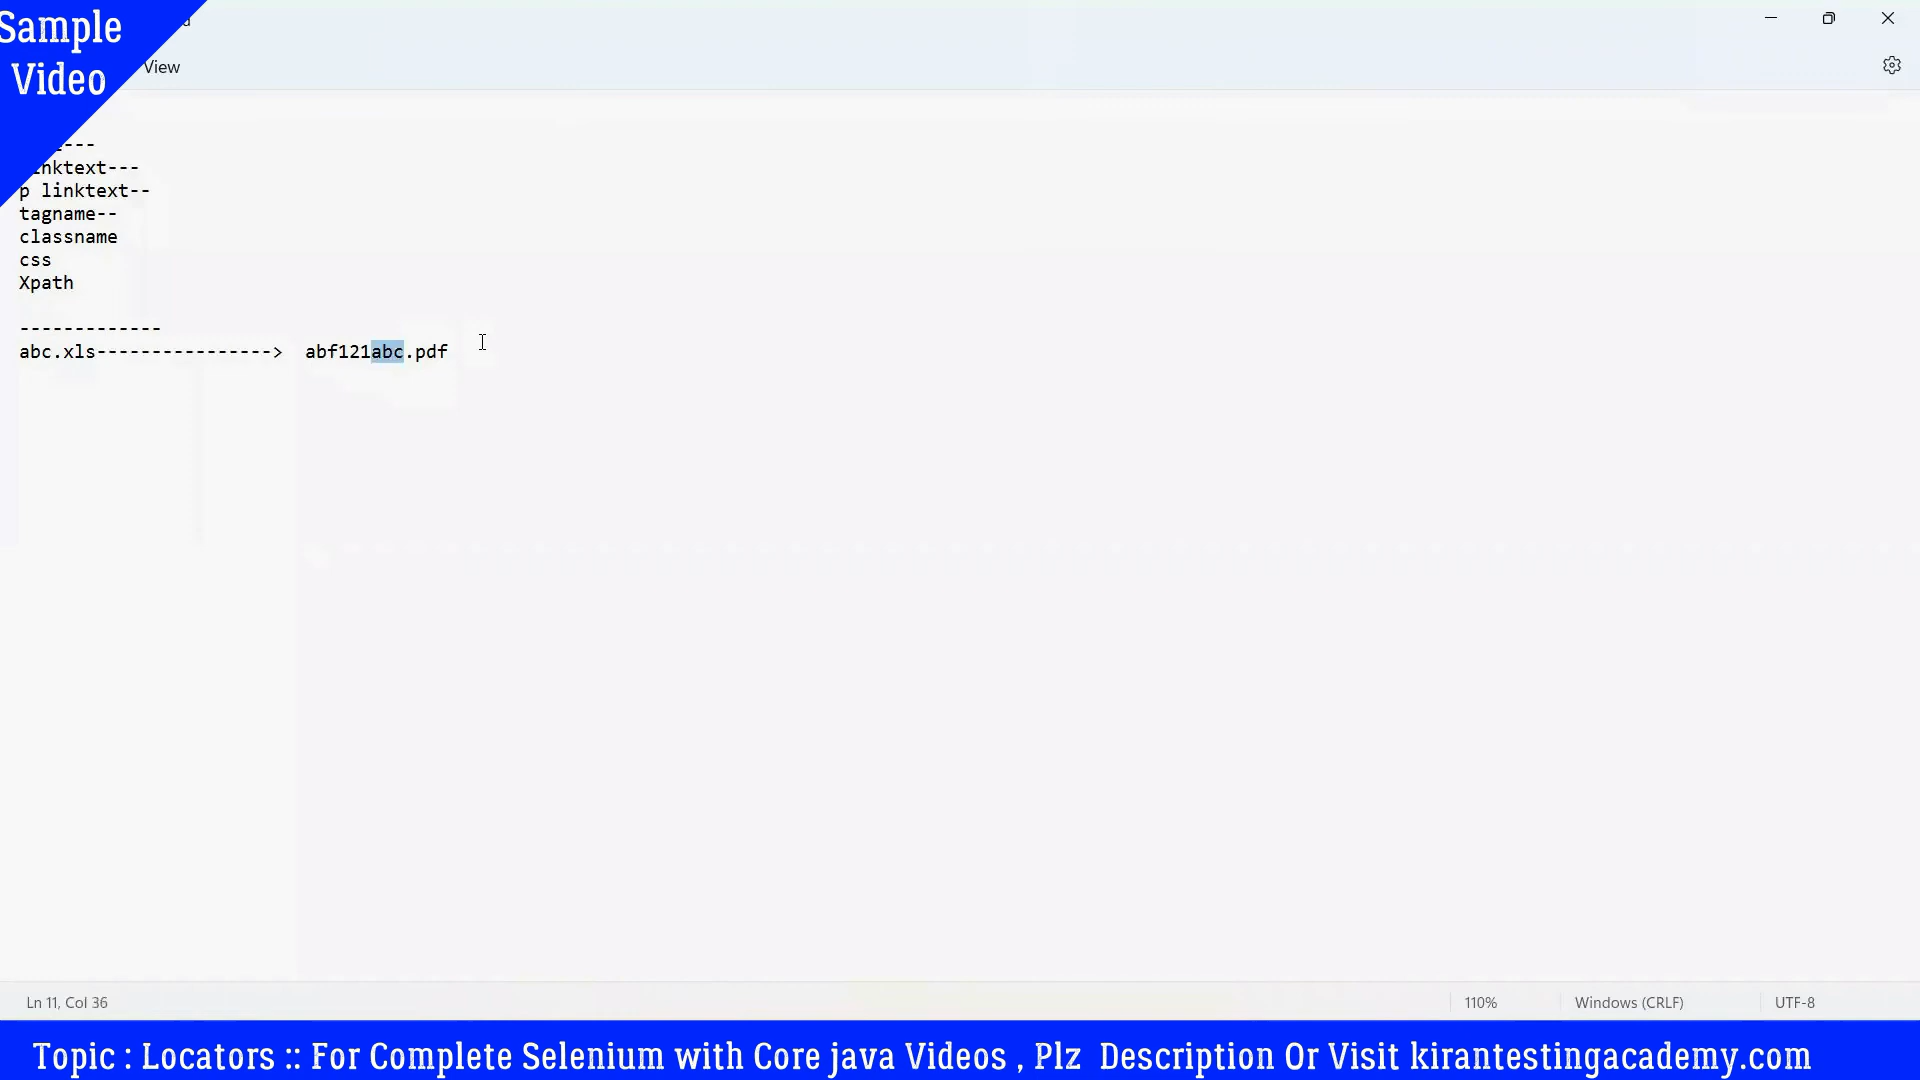 Sample
Video
View
linktext---
p linktext--
tagname--
classname
css
Xpath
-------------
abc.xls----------------> abf121abc.pdf
Ln 11, Col 36
110%
Windows (CRLF)
UTF-8
Topic : Locators :: For Complete Selenium with Core java Videos , Plz Description Or Visit kirantestingacademy.com